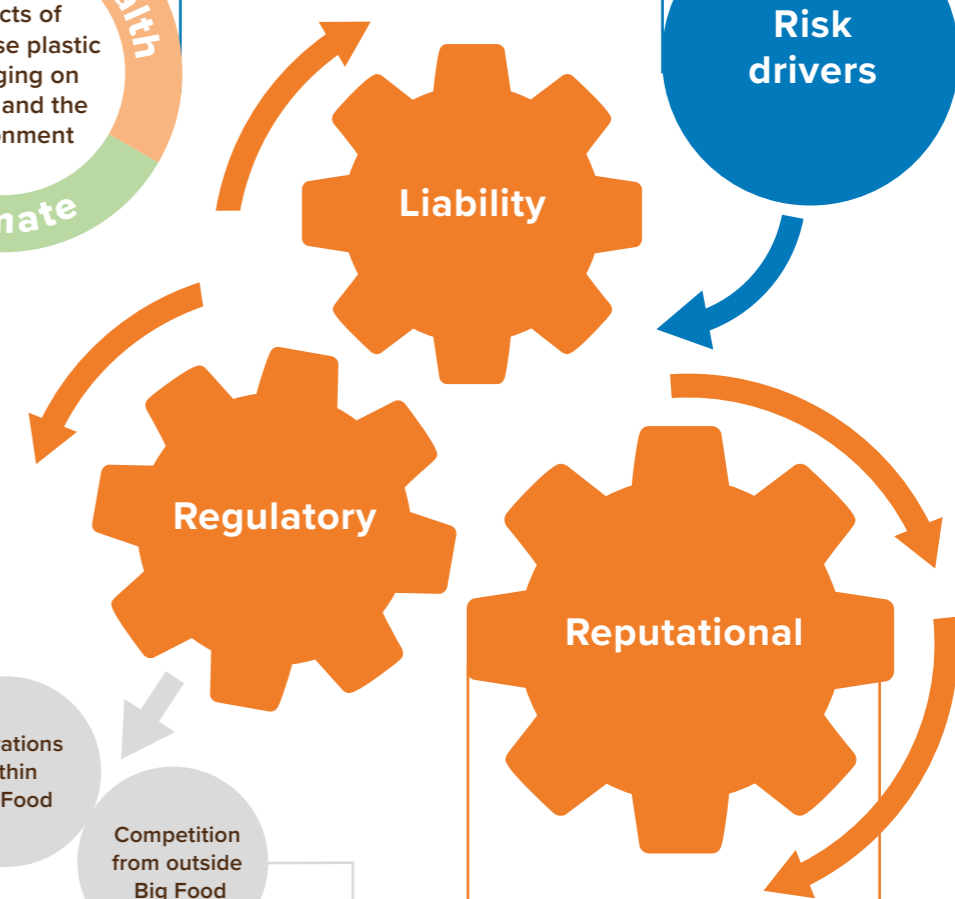 cts of
se plastic
ging on
and the
onment
alth
nate
Risk
drivers
Liability
Regulatory
Reputational
ations
thin
Food
Competition
from outside
Big Food